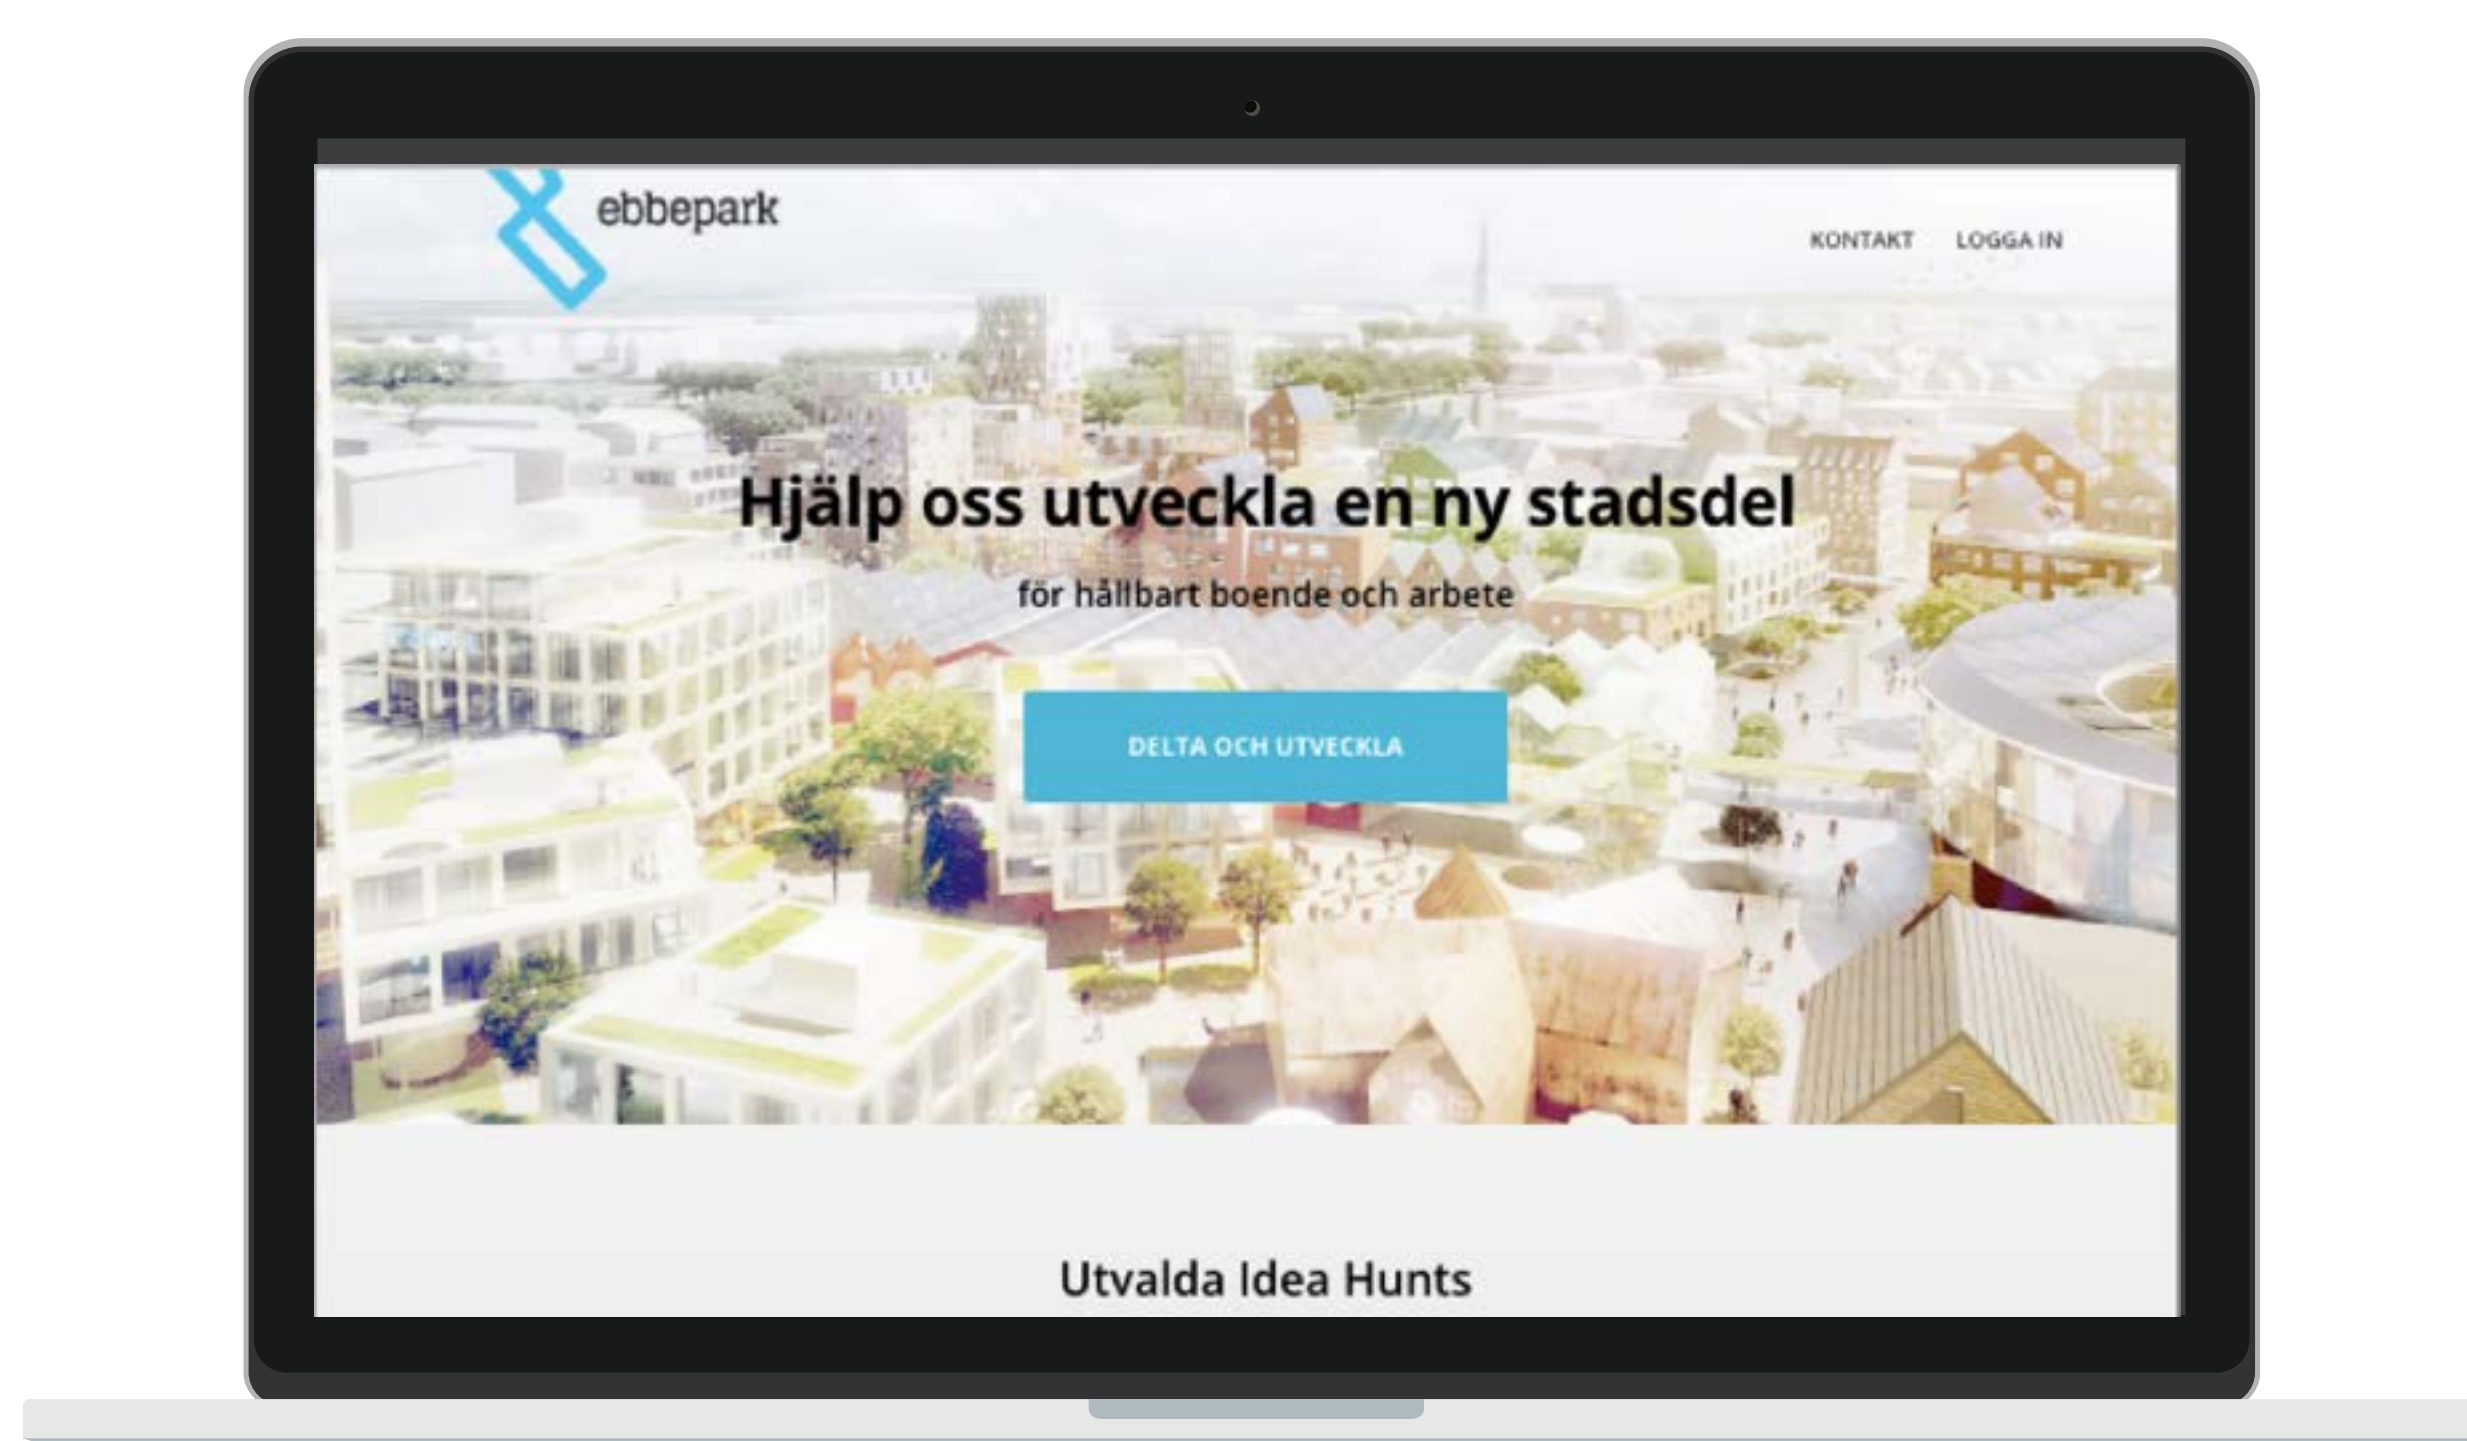 ebbepark
KONTAKT LOGGA IN
Hjälp oss utveckla en ny stadsdel
för hållbart boende och arbete
DELTA OCH UTVECKLA
Utvalda Idea Hunts